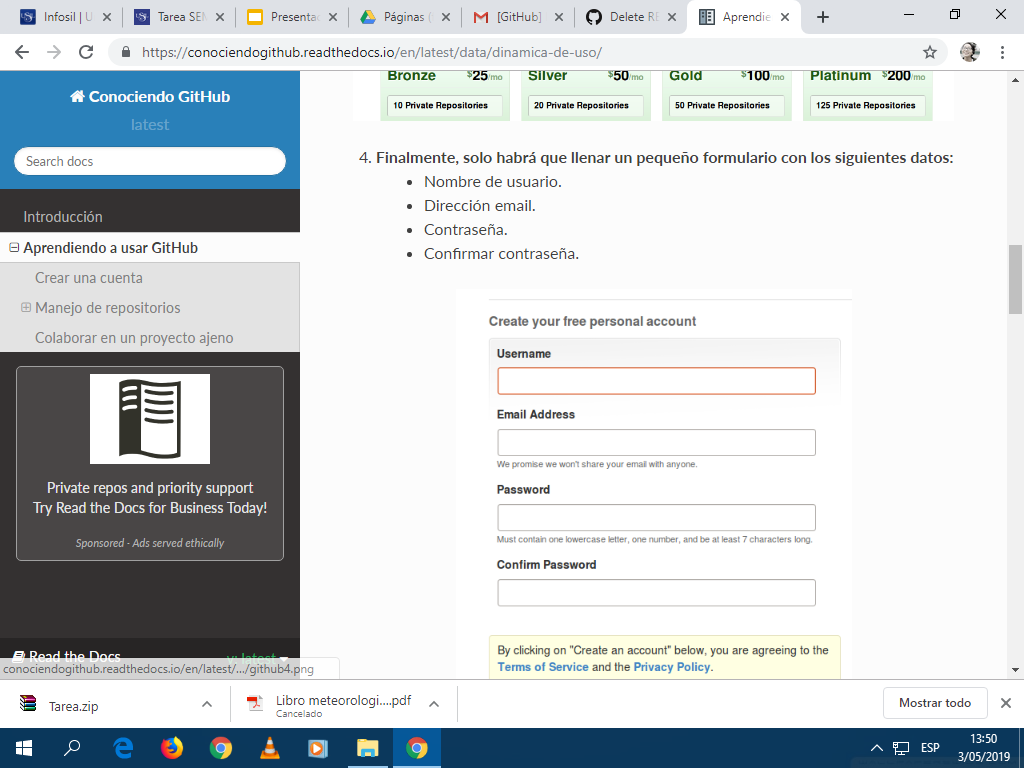 Infosil | U
Tarea SEM
Presenta
Páginas (
[GitHub]
Delete RE
Aprendie
https://conociendogithub.readthedocs.io/en/latest/data/dinamica-de-uso/
Conociendo GitHub
latest
Search docs
Introducción
Aprendiendo a usar GitHub
Crear una cuenta
Manejo de repositorios
Colaborar en un proyecto ajeno
Private repos and priority support
Try Read the Docs for Business Today!
Sponsored - Ads served ethically
Read the Docs
v: latest
conociendogithub.readthedocs.io/en/latest/.../github4.png
Bronze $25/mo
10 Private Repositories
Silver $50/mo
20 Private Repositories
Gold $100/mo
50 Private Repositories
Platinum $200/mo
125 Private Repositories
4. Finalmente, solo habrá que llenar un pequeño formulario con los siguientes datos:
• Nombre de usuario.
• Dirección email.
• Contraseña.
• Confirmar contraseña.
Create your free personal account
Username
Email Address
We promise we won't share your email with anyone.
Password
Must contain one lowercase letter, one number, and be at least 7 characters long.
Confirm Password
By clicking on "Create an account" below, you are agreeing to the
Terms of Service and the Privacy Policy.
Tarea.zip
Libro meteorologi....pdf
Cancelado
Mostrar todo
ESP
13:50
3/05/2019